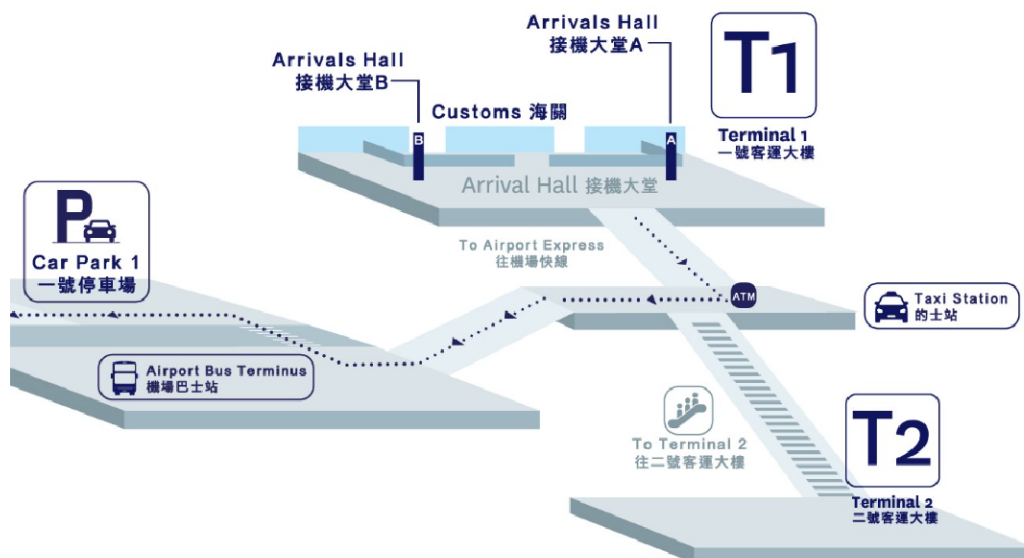 Arrivals Hall
接機大堂A
T1
Terminal 1
一號客運大樓
Arrivals Hall
接機大堂B
Customs 海關
B
A
Arrival Hall 接機大堂
P
Car Park 1
一號停車場
To Airport Express
往機場快線
ATM
Taxi Station
的士站
Airport Bus Terminus
機場巴士站
To Terminal 2
往二號客運大樓
T2
Terminal 2
二號客運大樓